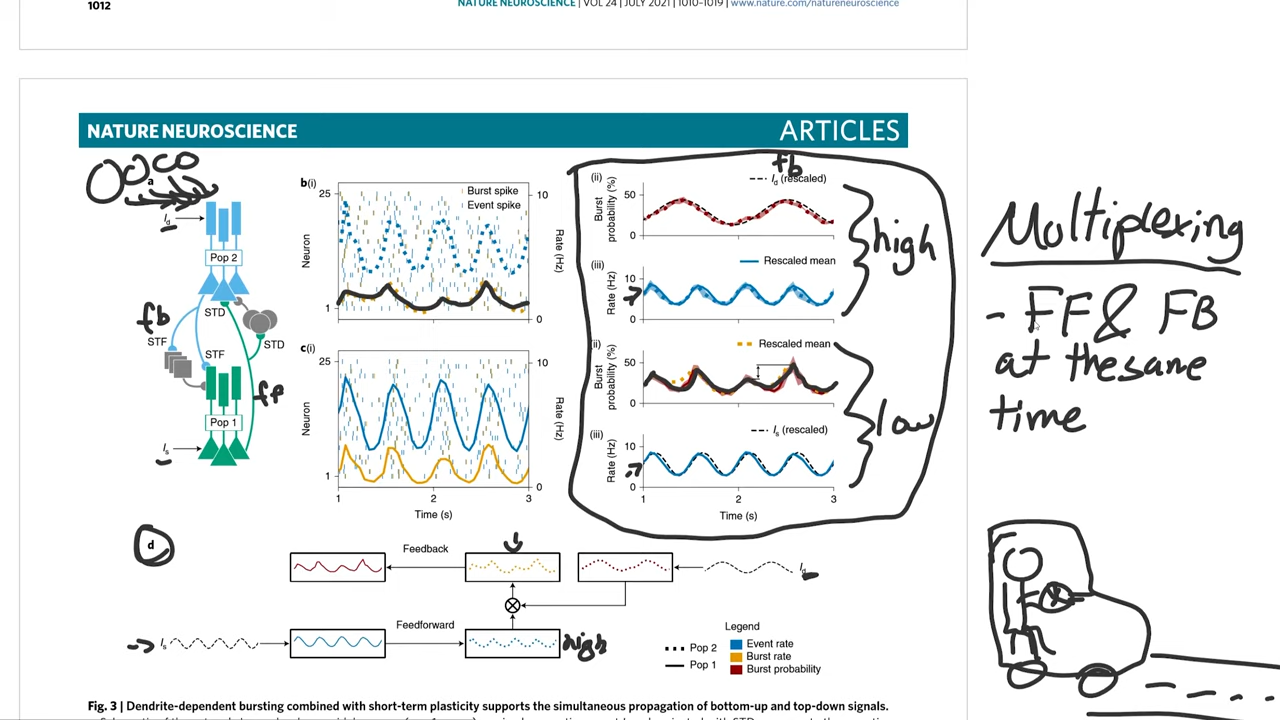 1012
NATURE NEUROSCIENCE | VOL 24 | JULY 2021 | 1010–1019 | www.nature.com/natureneuroscience
NATURE NEUROSCIENCE
ARTICLES
a
Id
Pop 2
STD
fb
STF
STF
STD
ff
Pop 1
Is
b(i)
25
Burst spike
Event spike
10
Neuron
Rate (Hz)
1
0
c(i)
25
10
Neuron
Rate (Hz)
1
0
1
2
3
Time (s)
fb
(ii)
Id (rescaled)
50
Burst
probability (%)
0
(iii)
Rescaled mean
10
Rate (Hz)
0
high
(ii)
Rescaled mean
50
Burst
probability (%)
0
(iii)
Is (rescaled)
10
Rate (Hz)
0
low
1
2
3
Time (s)
Multiplexing
- FF & FB
at the sane
time
d
Feedback
Id
Feedforward
Is
high
Legend
Pop 2
Pop 1
Event rate
Burst rate
Burst probability
Fig. 3 | Dendrite-dependent bursting combined with short-term plasticity supports the simultaneous propagation of bottom-up and top-down signals.